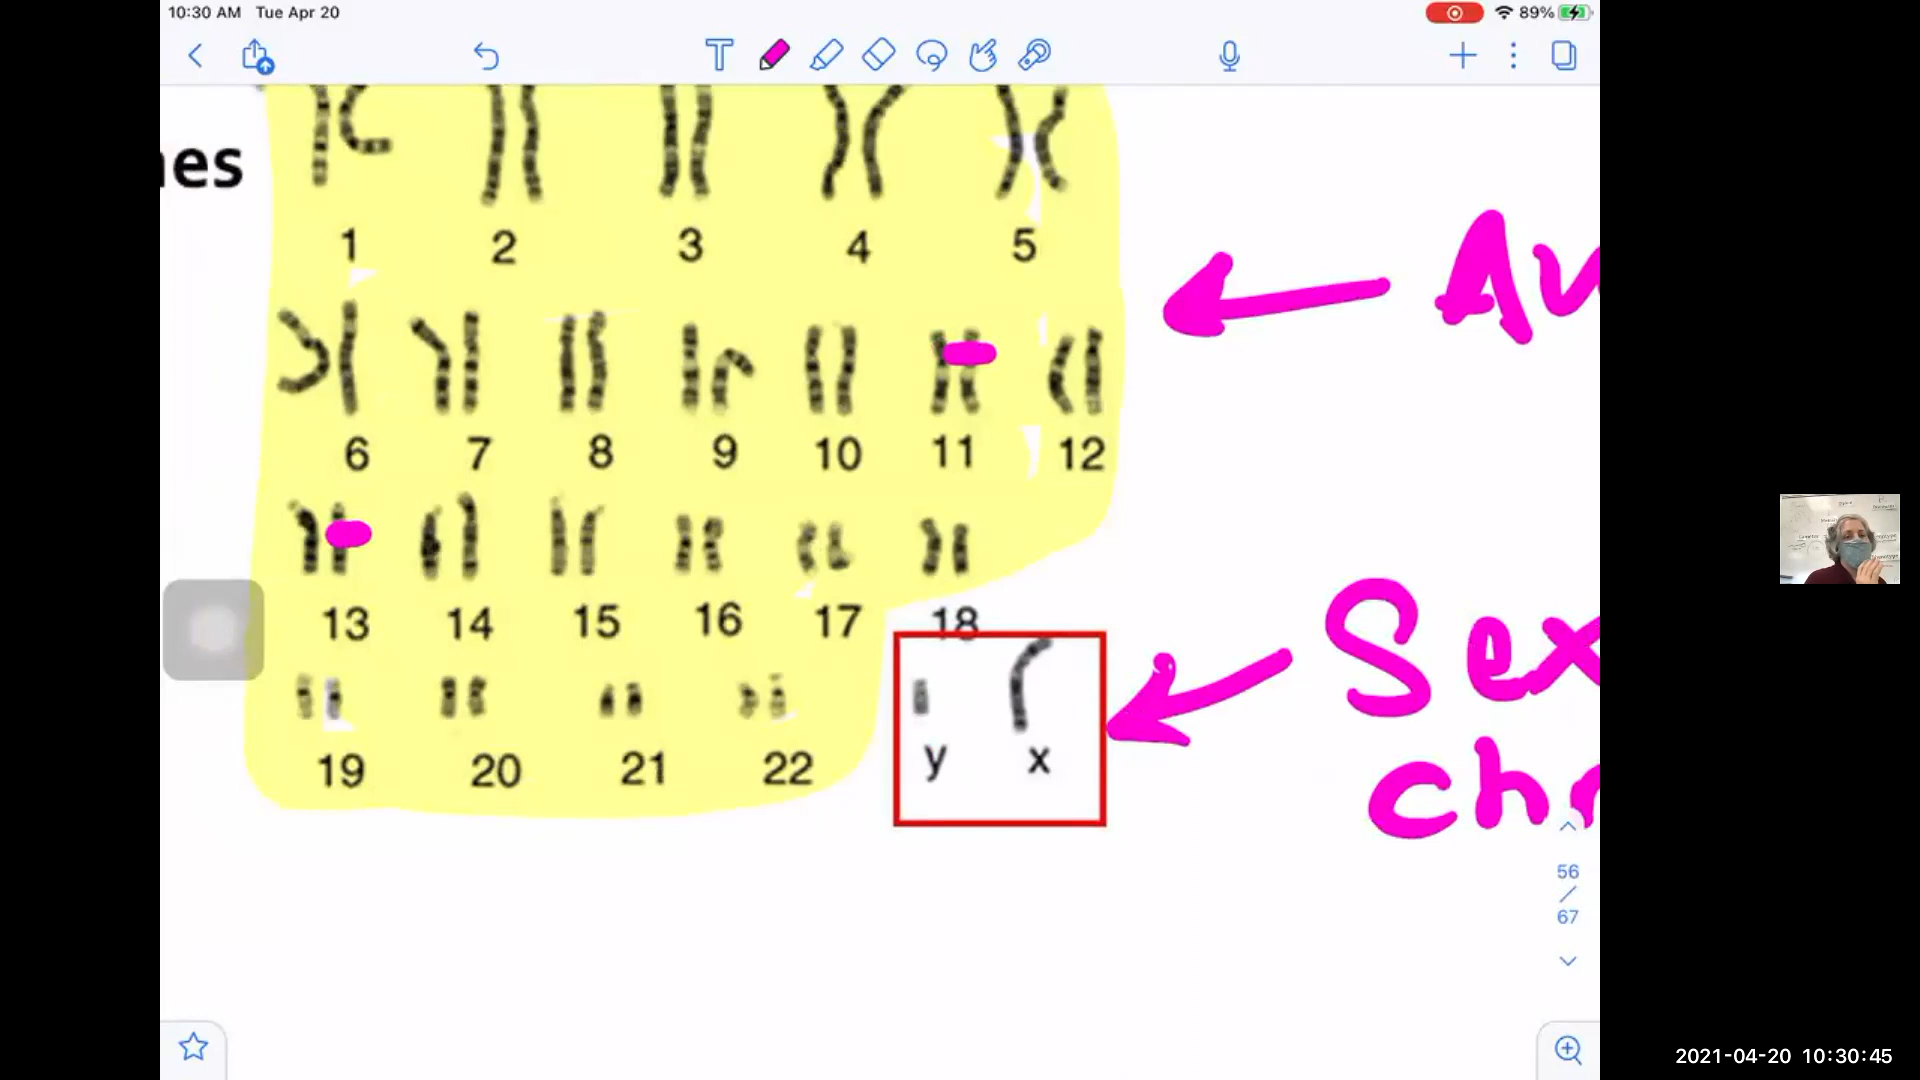 10:30 AM Tue Apr 20
89%
T
nes
1 2 3 4 5
Au
6 7 8 9 10 11 12
13 14 15 16 17 18
Sex
19 20 21 22 y x
chr
56
/
67
2021-04-20 10:30:45